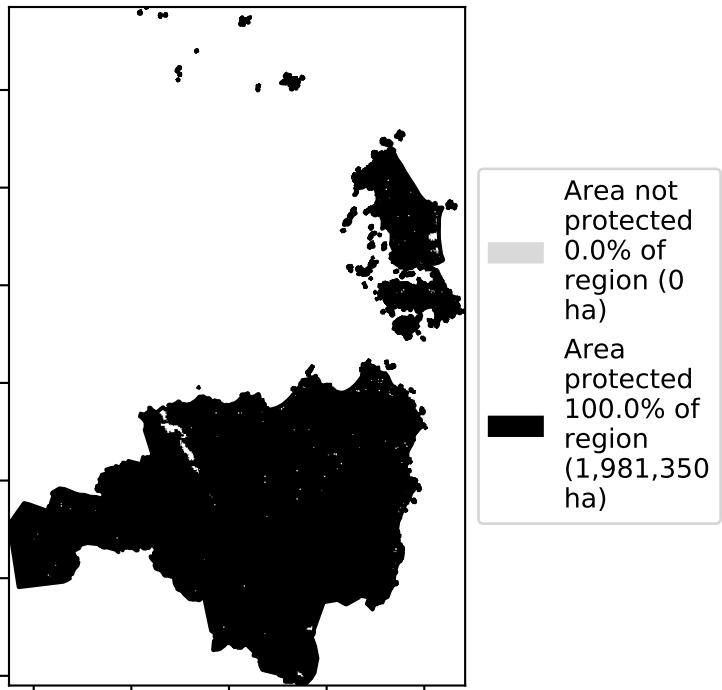 Area not
protected
0.0% of
region (0
ha)
Area
protected
100.0% of
region
(1,981,350
ha)